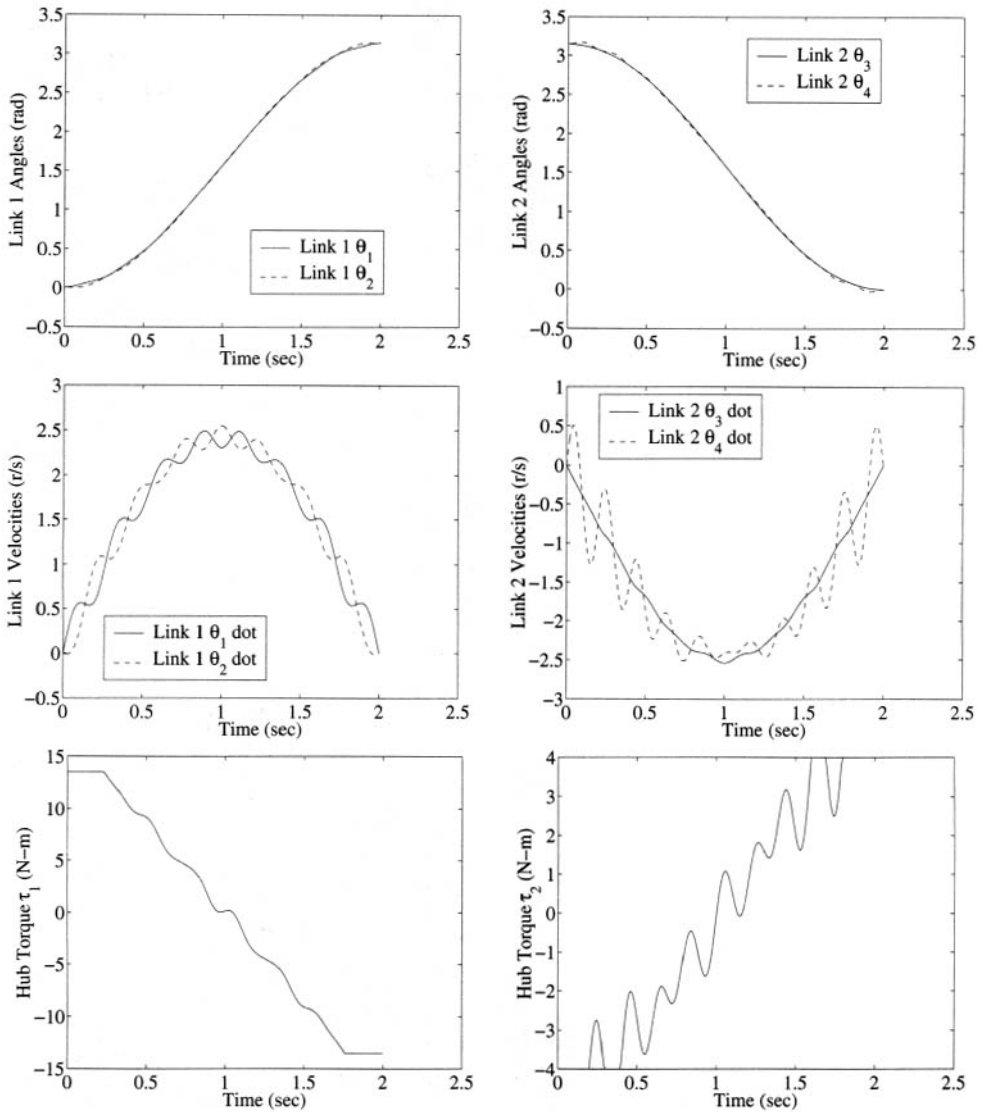 3.5
3
2.5
2
1.5
1
0.5
0
−0.5
Link 1 Angles (rad)
Link 1 θ1
Link 1 θ2
0 0.5 1 1.5 2 2.5
Time (sec)
3.5
3
2.5
2
1.5
1
0.5
0
−0.5
Link 2 Angles (rad)
Link 2 θ3
Link 2 θ4
0 0.5 1 1.5 2 2.5
Time (sec)
3
2.5
2
1.5
1
0.5
0
−0.5
Link 1 Velocities (r/s)
Link 1 θ1 dot
Link 1 θ2 dot
0 0.5 1 1.5 2 2.5
Time (sec)
1
0.5
0
−0.5
−1
−1.5
−2
−2.5
−3
Link 2 Velocities (r/s)
Link 2 θ3 dot
Link 2 θ4 dot
0 0.5 1 1.5 2 2.5
Time (sec)
15
10
5
0
−5
−10
−15
Hub Torque τ1 (N−m)
0 0.5 1 1.5 2 2.5
Time (sec)
4
3
2
1
0
−1
−2
−3
−4
Hub Torque τ2 (N−m)
0 0.5 1 1.5 2 2.5
Time (sec)